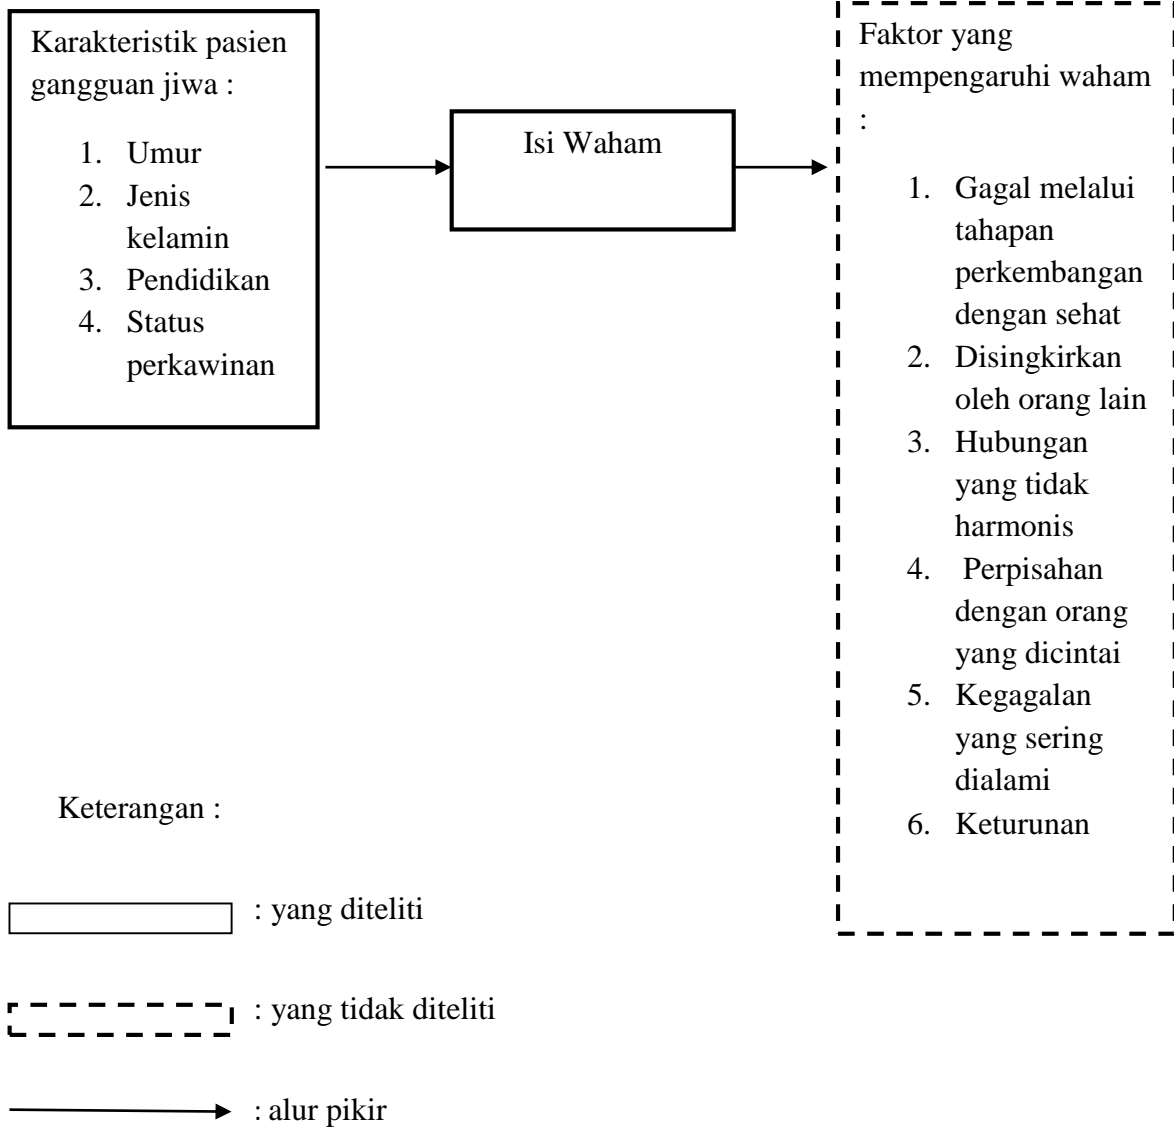 Karakteristik pasien
gangguan jiwa :
1. Umur
2. Jenis
kelamin
3. Pendidikan
4. Status
perkawinan
Isi Waham
Faktor yang
mempengaruhi waham
:
1. Gagal melalui
tahapan
perkembangan
dengan sehat
2. Disingkirkan
oleh orang lain
3. Hubungan
yang tidak
harmonis
4. Perpisahan
dengan orang
yang dicintai
5. Kegagalan
yang sering
dialami
6. Keturunan
Keterangan :
: yang diteliti
: yang tidak diteliti
: alur pikir